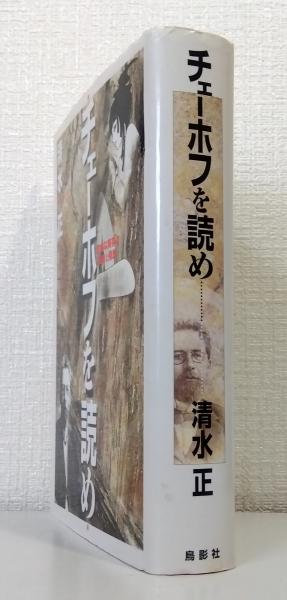 チェーホフを読め…………
清水 正
鳥影社
チェーホフを読め。
正